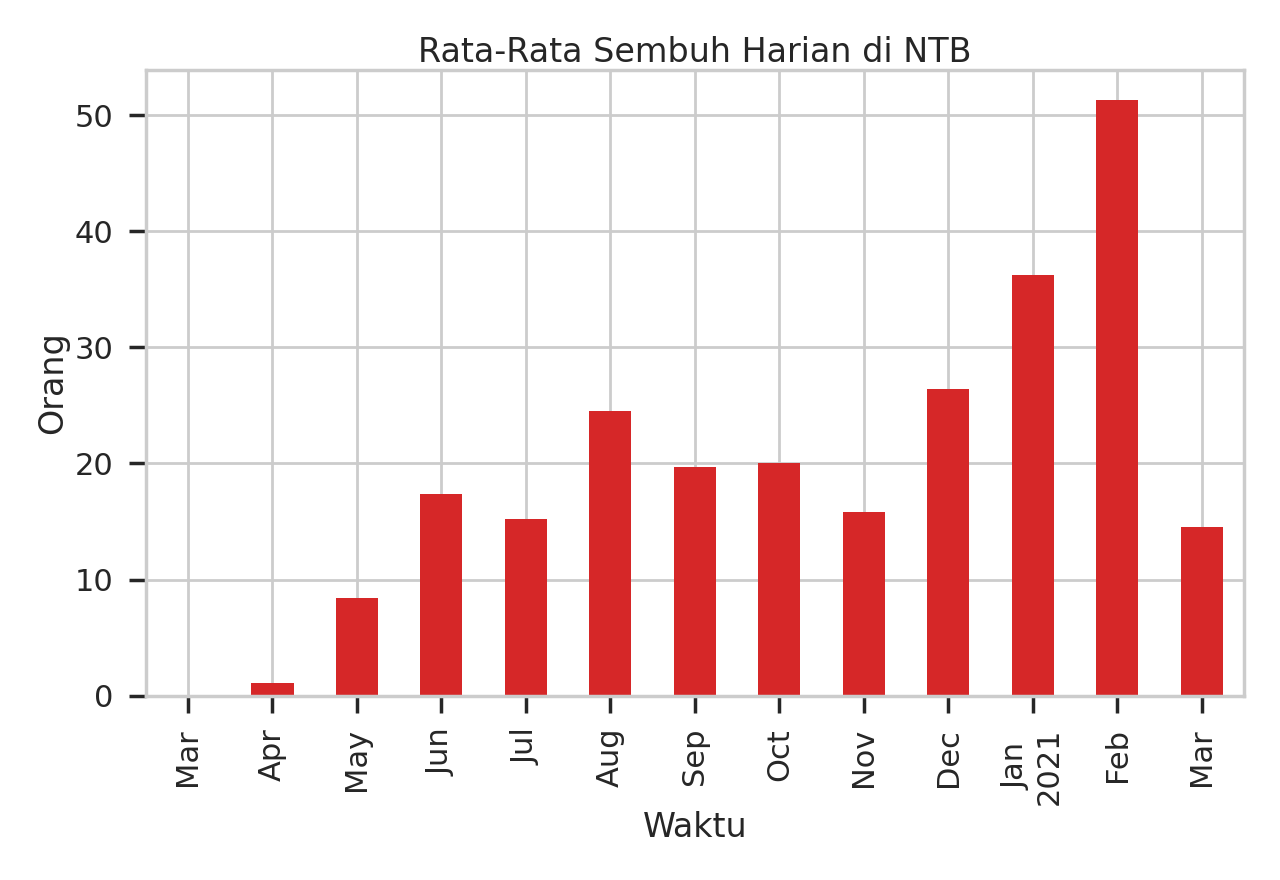 Rata-Rata Sembuh Harian di NTB
50
40
30
20
10
0
Orang
Mar
Apr
May
Jun
Jul
Aug
Sep
Oct
Nov
Dec
Jan
2021
Feb
Mar
Waktu